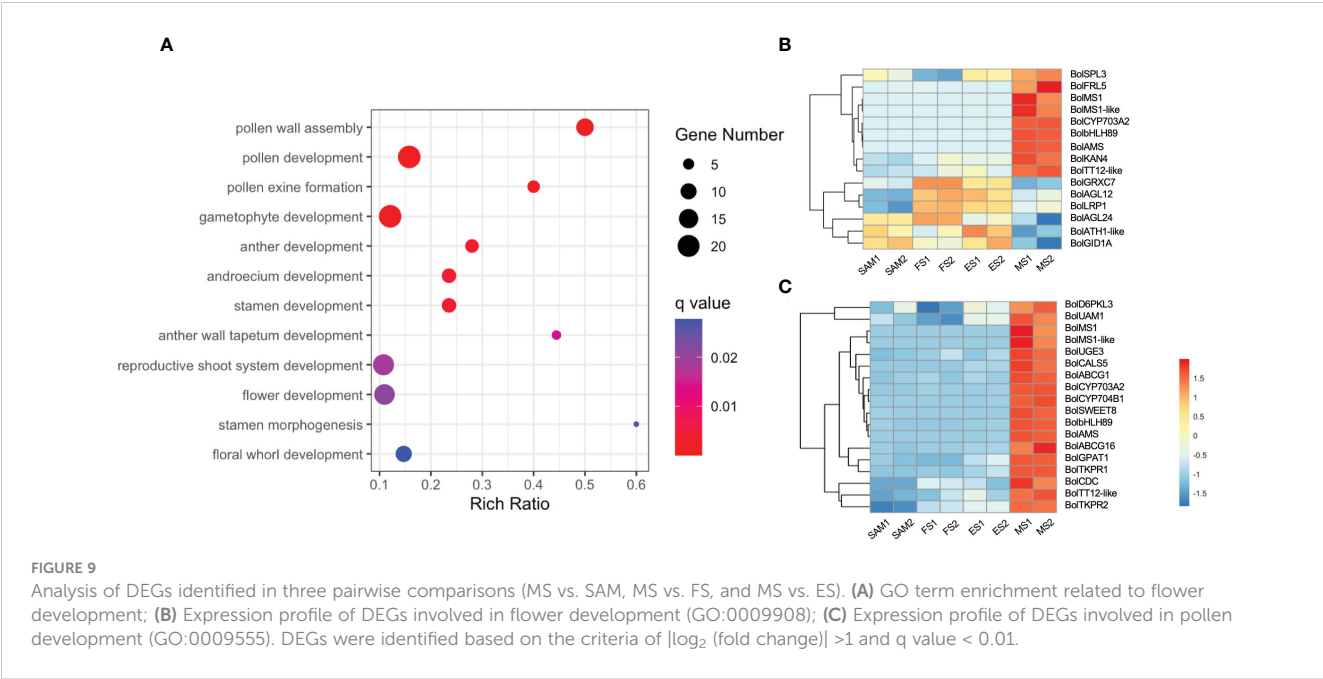 A
pollen wall assembly
pollen development
pollen exine formation
gametophyte development
anther development
androecium development
stamen development
anther wall tapetum development
reproductive shoot system development
flower development
stamen morphogenesis
floral whorl development
0.1 0.2 0.3 0.4 0.5 0.6
Rich Ratio
Gene Number
5
10
15
20
q value
0.02
0.01
B
BolSPL3
BolFRL5
BolMS1
BolMS1-like
BolCYP703A2
BolbHLH89
BolAMS
BolKAN4
BolTT12-like
BolGRXC7
BolAGL12
BolLRP1
BolAGL24
BolATH1-like
BolGID1A
SAM1 SAM2 FS1 FS2 ES1 ES2 MS1 MS2
C
BolD6PKL3
BolUAM1
BolMS1
BolMS1-like
BolUGE3
BolCALS5
BolABCG1
BolCYP703A2
BolCYP704B1
BolSWEET8
BolbHLH89
BolAMS
BolABCG16
BolGPAT1
BolTKPR1
BolCDC
BolTT12-like
BolTKPR2
SAM1 SAM2 FS1 FS2 ES1 ES2 MS1 MS2
1.5
1
0.5
0
-0.5
-1
-1.5
FIGURE 9
Analysis of DEGs identified in three pairwise comparisons (MS vs. SAM, MS vs. FS, and MS vs. ES). (A) GO term enrichment related to flower
development; (B) Expression profile of DEGs involved in flower development (GO:0009908); (C) Expression profile of DEGs involved in pollen
development (GO:0009555). DEGs were identified based on the criteria of |log₂ (fold change)| >1 and q value < 0.01.